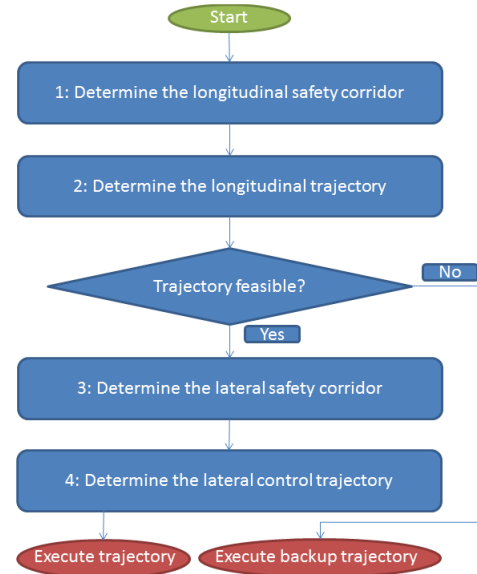 Start
1: Determine the longitudinal safety corridor
2: Determine the longitudinal trajectory
Trajectory feasible?
No
Yes
3: Determine the lateral safety corridor
4: Determine the lateral control trajectory
Execute trajectory
Execute backup trajectory